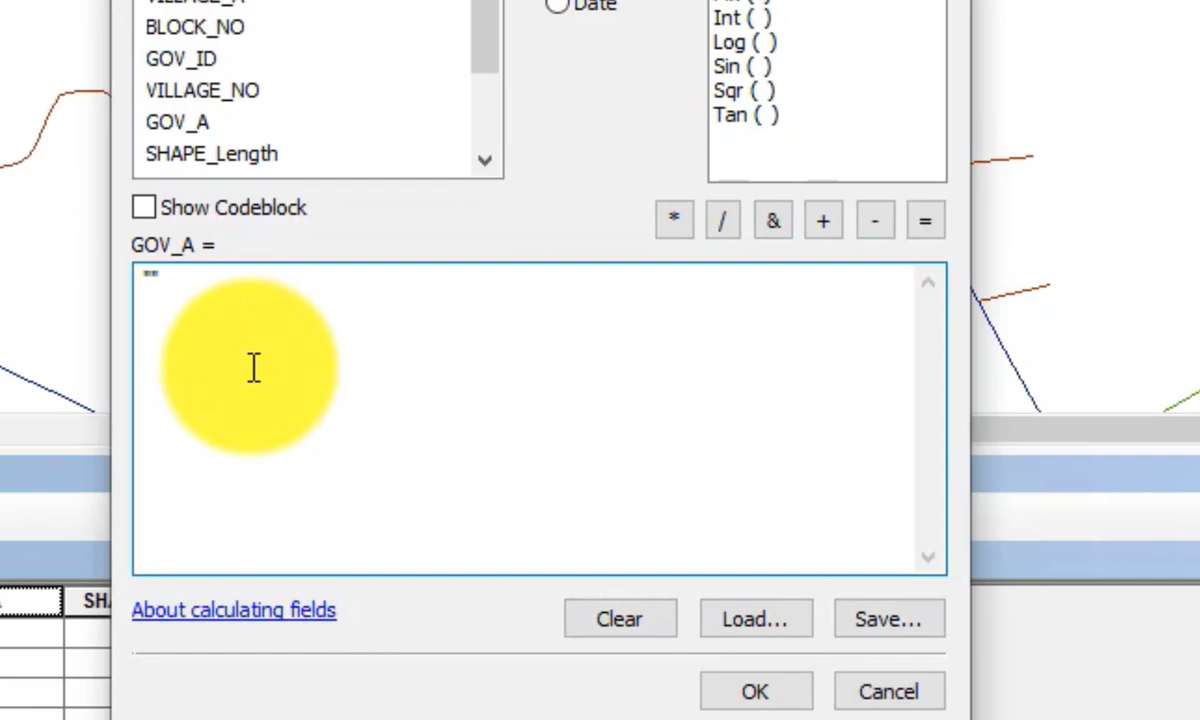 BLOCK_NO
GOV_ID
VILLAGE_NO
GOV_A
SHAPE_Length
Date
Int ( )
Log ( )
Sin ( )
Sqr ( )
Tan ( )
Show Codeblock
* / & + - =
GOV_A =
""
SH
About calculating fields
Clear Load... Save...
OK Cancel